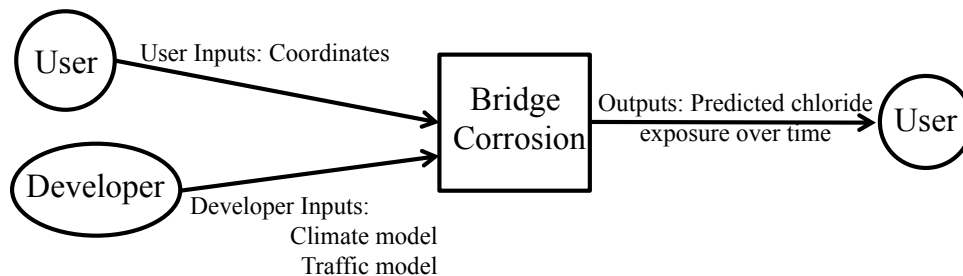 User
User Inputs: Coordinates
Bridge
Corrosion
Outputs: Predicted chloride
exposure over time
User
Developer
Developer Inputs:
Climate model
Traffic model